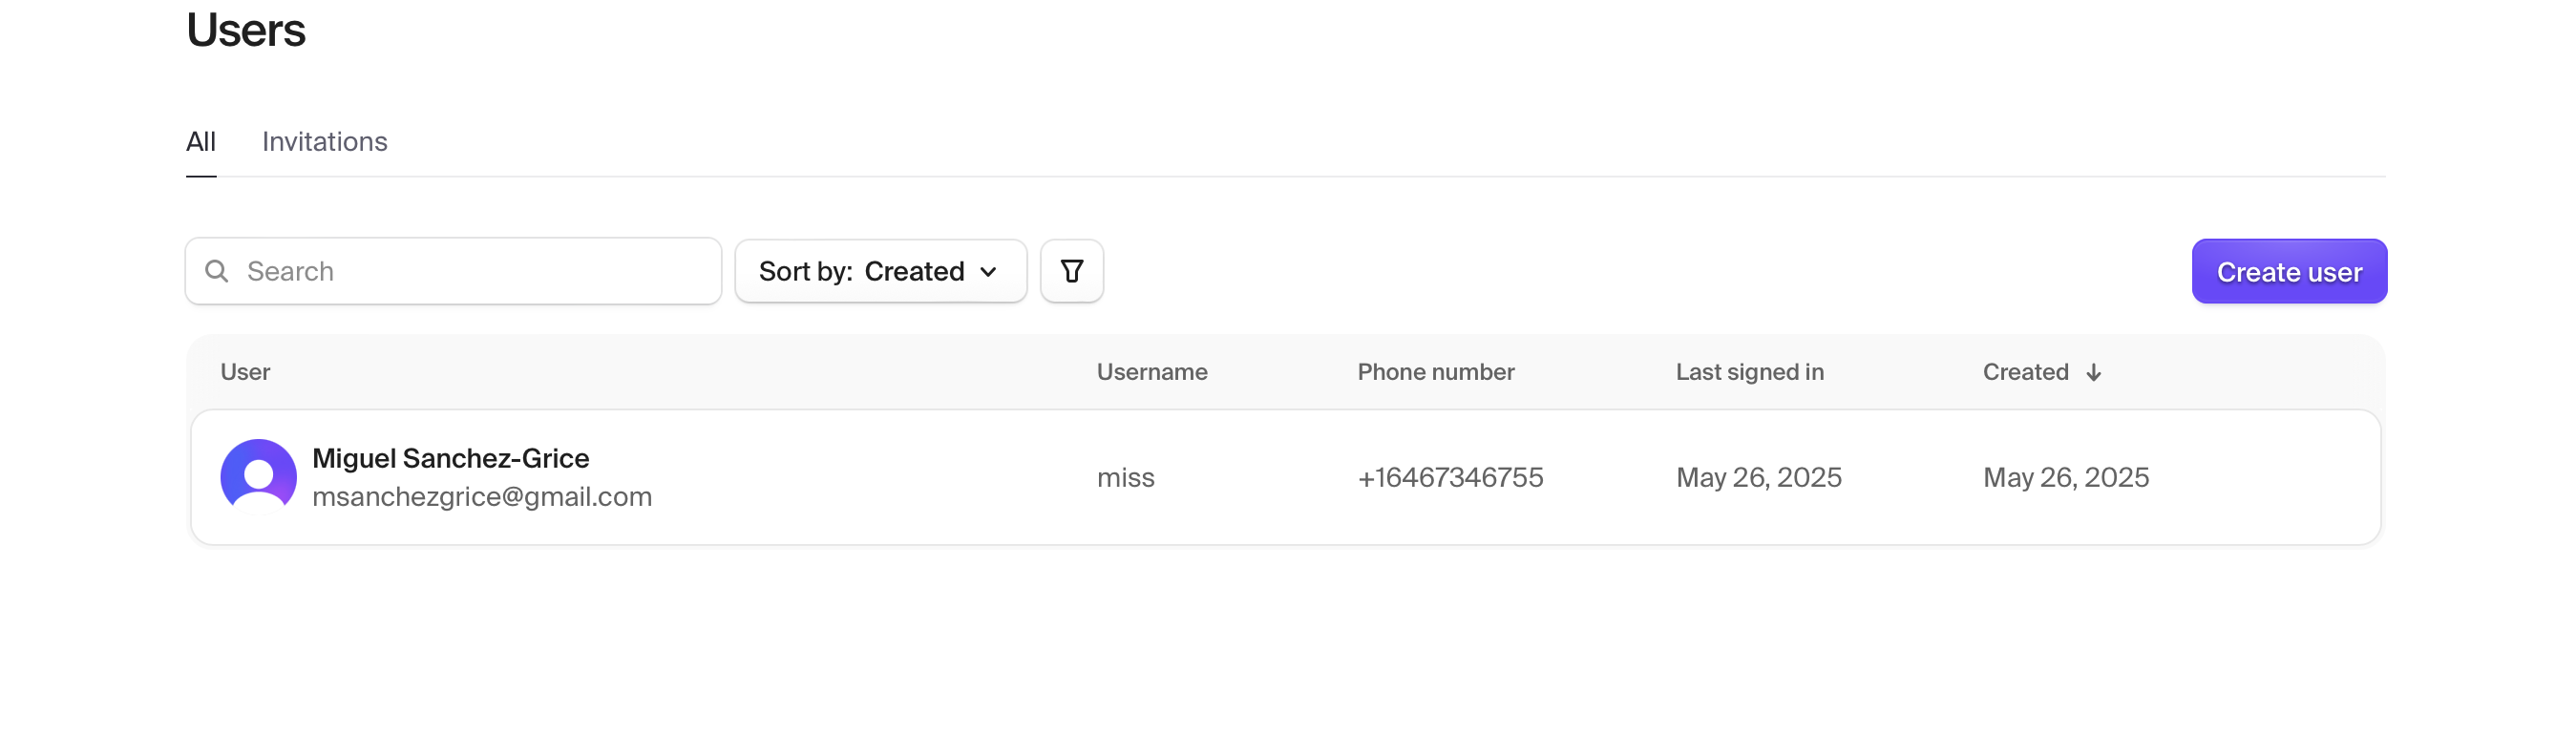 Users
All Invitations
Search Sort by: Created Create user
User Username Phone number Last signed in Created
Miguel Sanchez-Grice
msanchezgrice@gmail.com
miss +16467346755 May 26, 2025 May 26, 2025